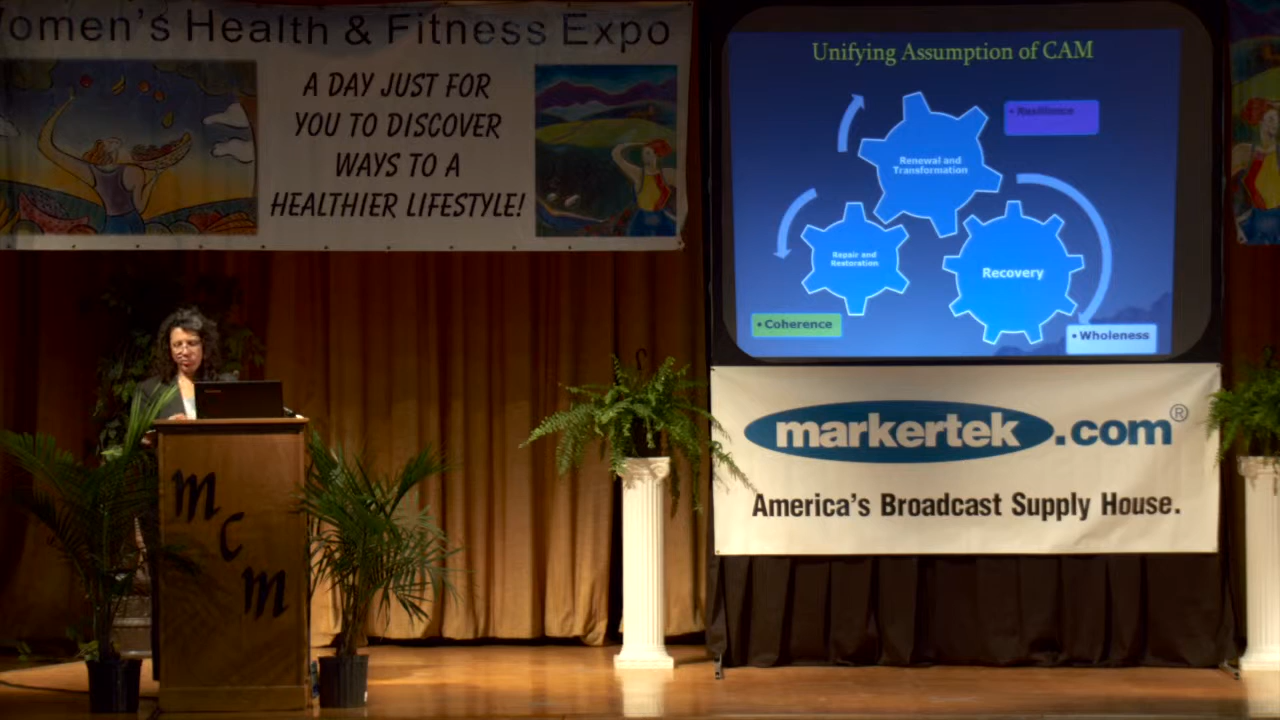 omen's Health & Fitness Expo
A DAY JUST FOR
YOU TO DISCOVER
WAYS TO A
HEALTHIER LIFESTYLE!
Unifying Assumption of CAM
• Resilience
Renewal and
Transformation
Repair and
Restoration
Recovery
• Coherence
• Wholeness
markertek.com®
America's Broadcast Supply House.
m
c
m